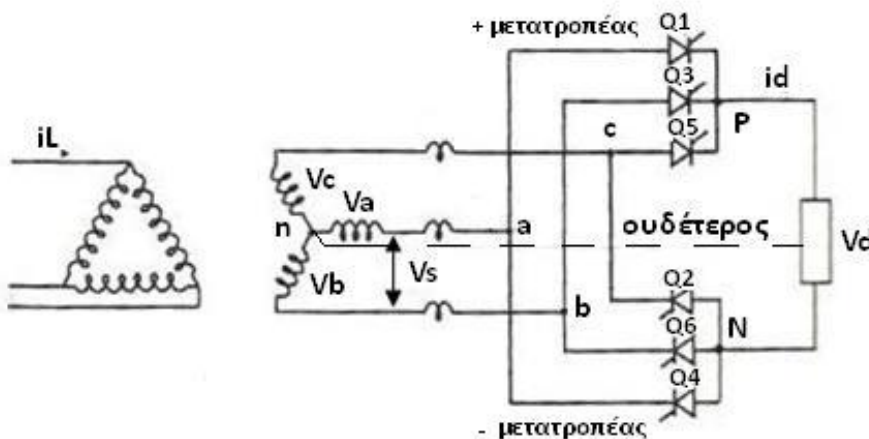 + μετατροπέας
Q1
Q3
id
P
Q5
c
iL
Vc
Va
n
a
ουδέτερος
Vd
Vs
Vb
Q2
b
N
Q6
Q4
- μετατροπέας